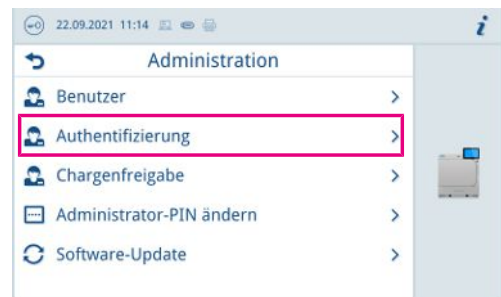 22.09.2021 11:14
i
Administration
Benutzer
Authentifizierung
Chargenfreigabe
Administrator-PIN ändern
Software-Update